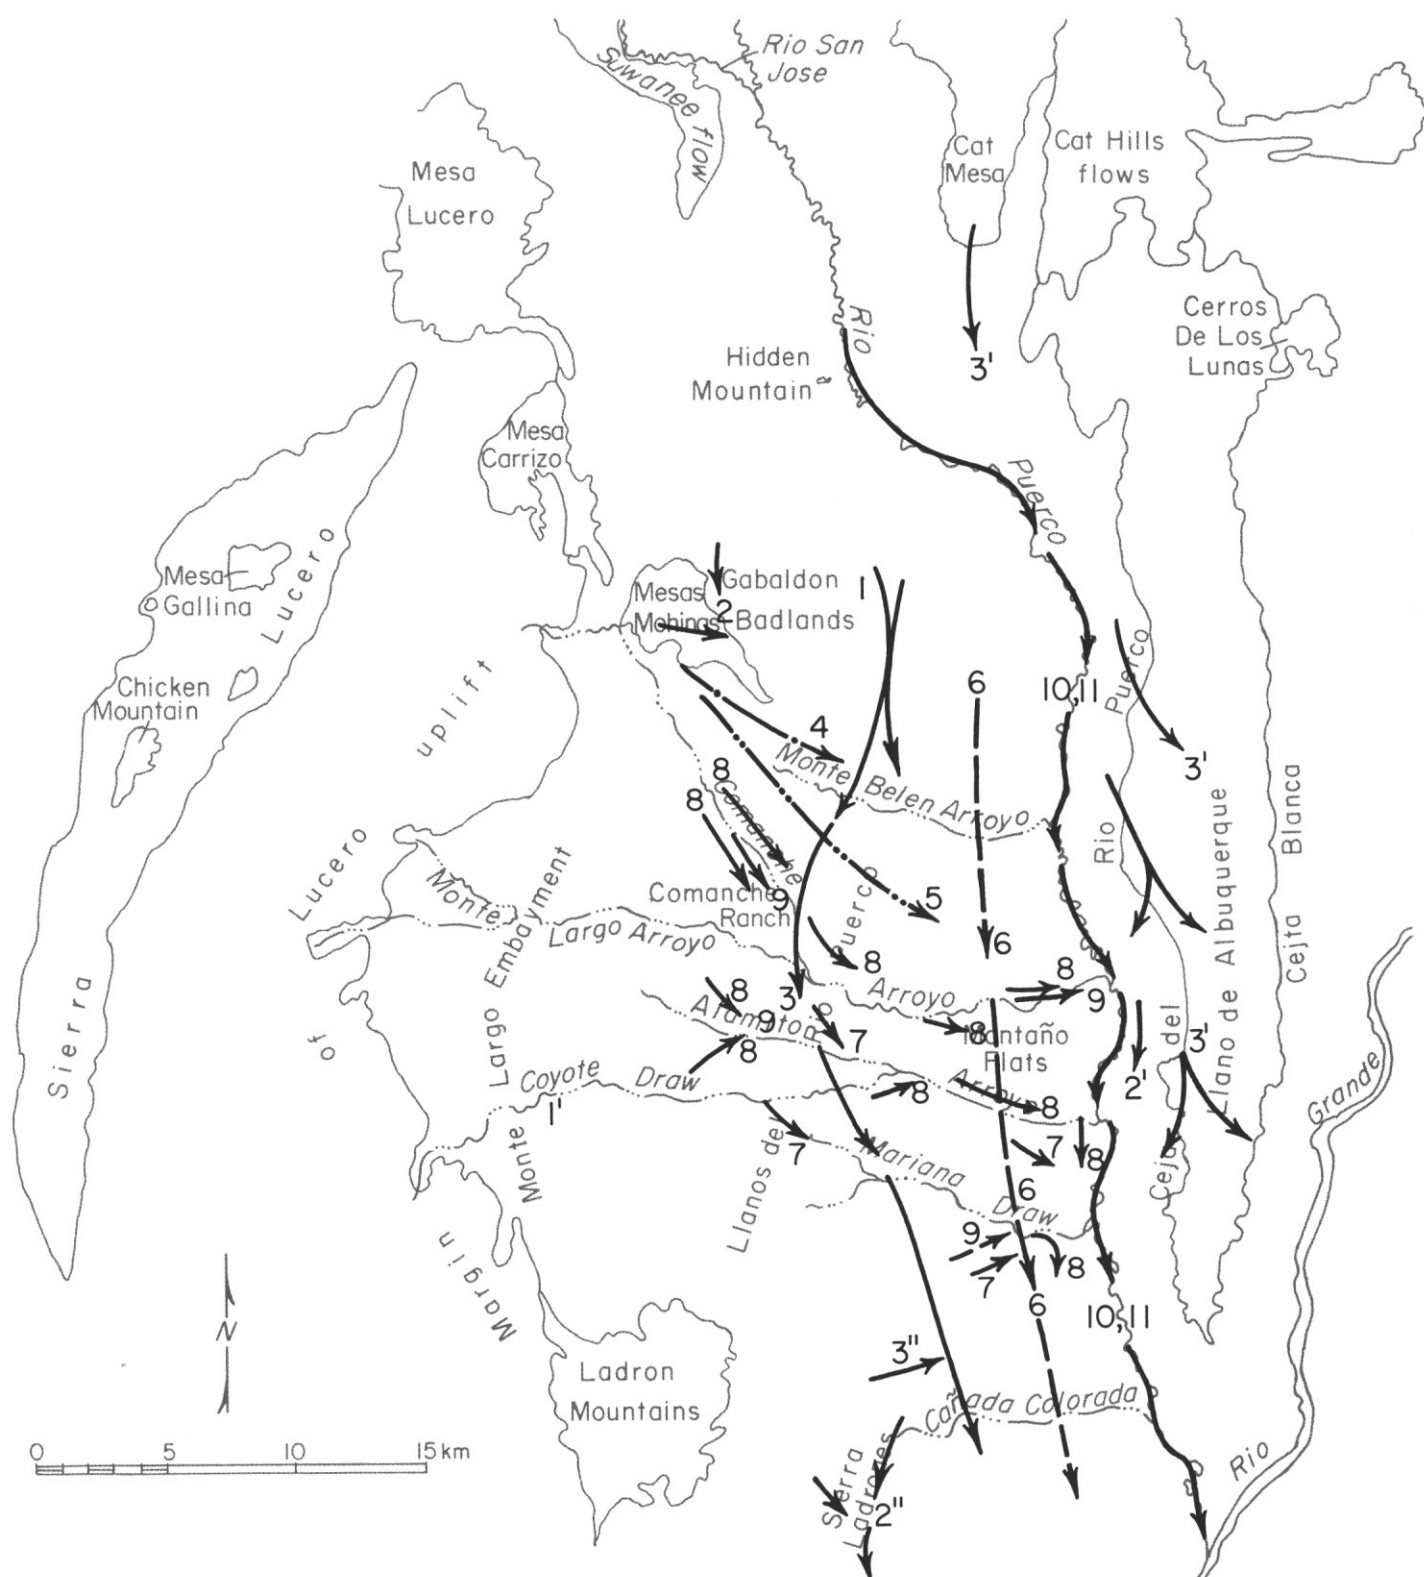 Rio San
Jose
Suwanee flow
Cat
Mesa
Cat Hills
flows
Mesa
Lucero
Rio
Cerros
De Los
Lunas
3'
Hidden
Mountain
Mesa
Carrizo
Puerco
Lucero
Mesa
Gallina
Gabaldon
Mesas
2
Mohinas
Badlands
1
Puerco
uplift
Chicken
Mountain
6
10,11
4
3'
Monte Belen Arroyo
8
8
Comanche
Blanca
Rio
Llano de Albuquerque
Lucero
Monte
Comanche
Ranch
9
Puerco
5
Largo Arroyo
Embayment
6
8
8
Cejta
Arroyo
9
8
3
Alamitos
9
7
8
Montaño
Flats
del
3'
Sierra
of
Largo
8
Coyote
Draw
1'
8
Arroyo
8
2'
Grande
Monte
7
Llanos del
Mariana
7
8
Ceja
6
Draw
9
7
8
6
10,11
Margin
N
3"
Ladron
Mountains
Cañada Colorada
0
5
10
15 km
Rio
Sierra
Ladrones
2"